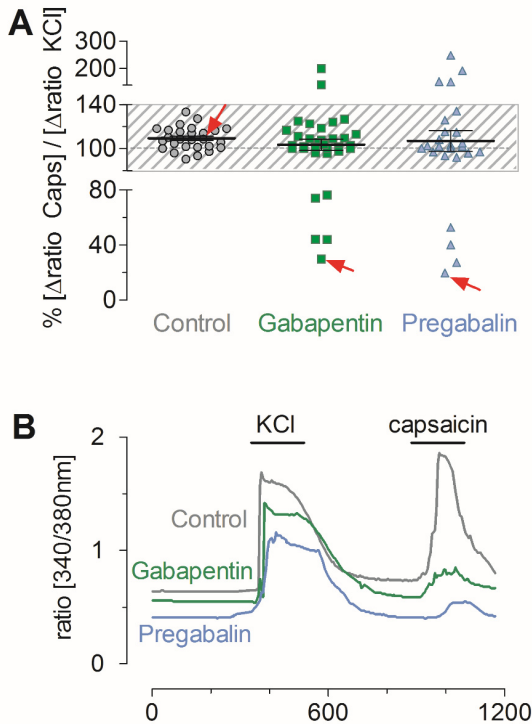 A
% [Δratio Caps] / [Δratio KCl]
300
200
140
100
80
40
0
Control
Gabapentin
Pregabalin
B
KCl
capsaicin
ratio [340/380nm]
2
1
0
Control
Gabapentin
Pregabalin
0
600
1200